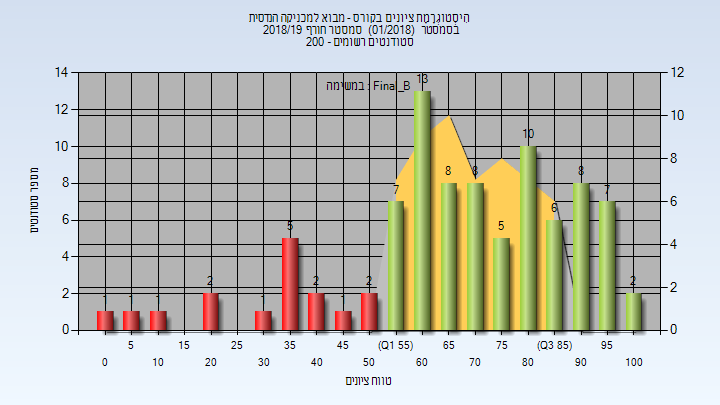 היסטוגרמת ציונים בקורס - מבוא למכניקה הנדסית
בסמסטר (01/2018) סמסטר חורף 2018/19
סטודנטים רשומים - 200
במשימה : Final_B
מספר סטודנטים
14 12 10 8 6 4 2 0
12 10 8 6 4 2 0
1 1 1 2 1 5 2 1 2 7 13 8 8 5 10 6 8 7 2
5 15 25 35 45 (Q1 55) 65 75 (Q3 85) 95
0 10 20 30 40 50 60 70 80 90 100
טווח ציונים